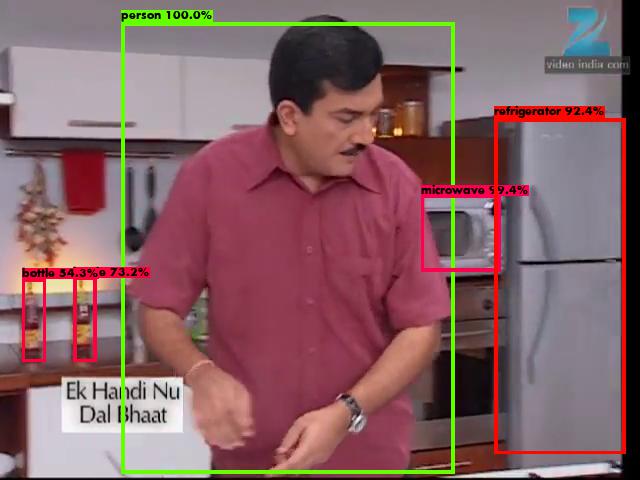 person 100.0%
Z
video india com
refrigerator 92.4%
microwave 99.4%
bottle 54.3%
e 73.2%
Ek Handi Nu
Dal Bhaat